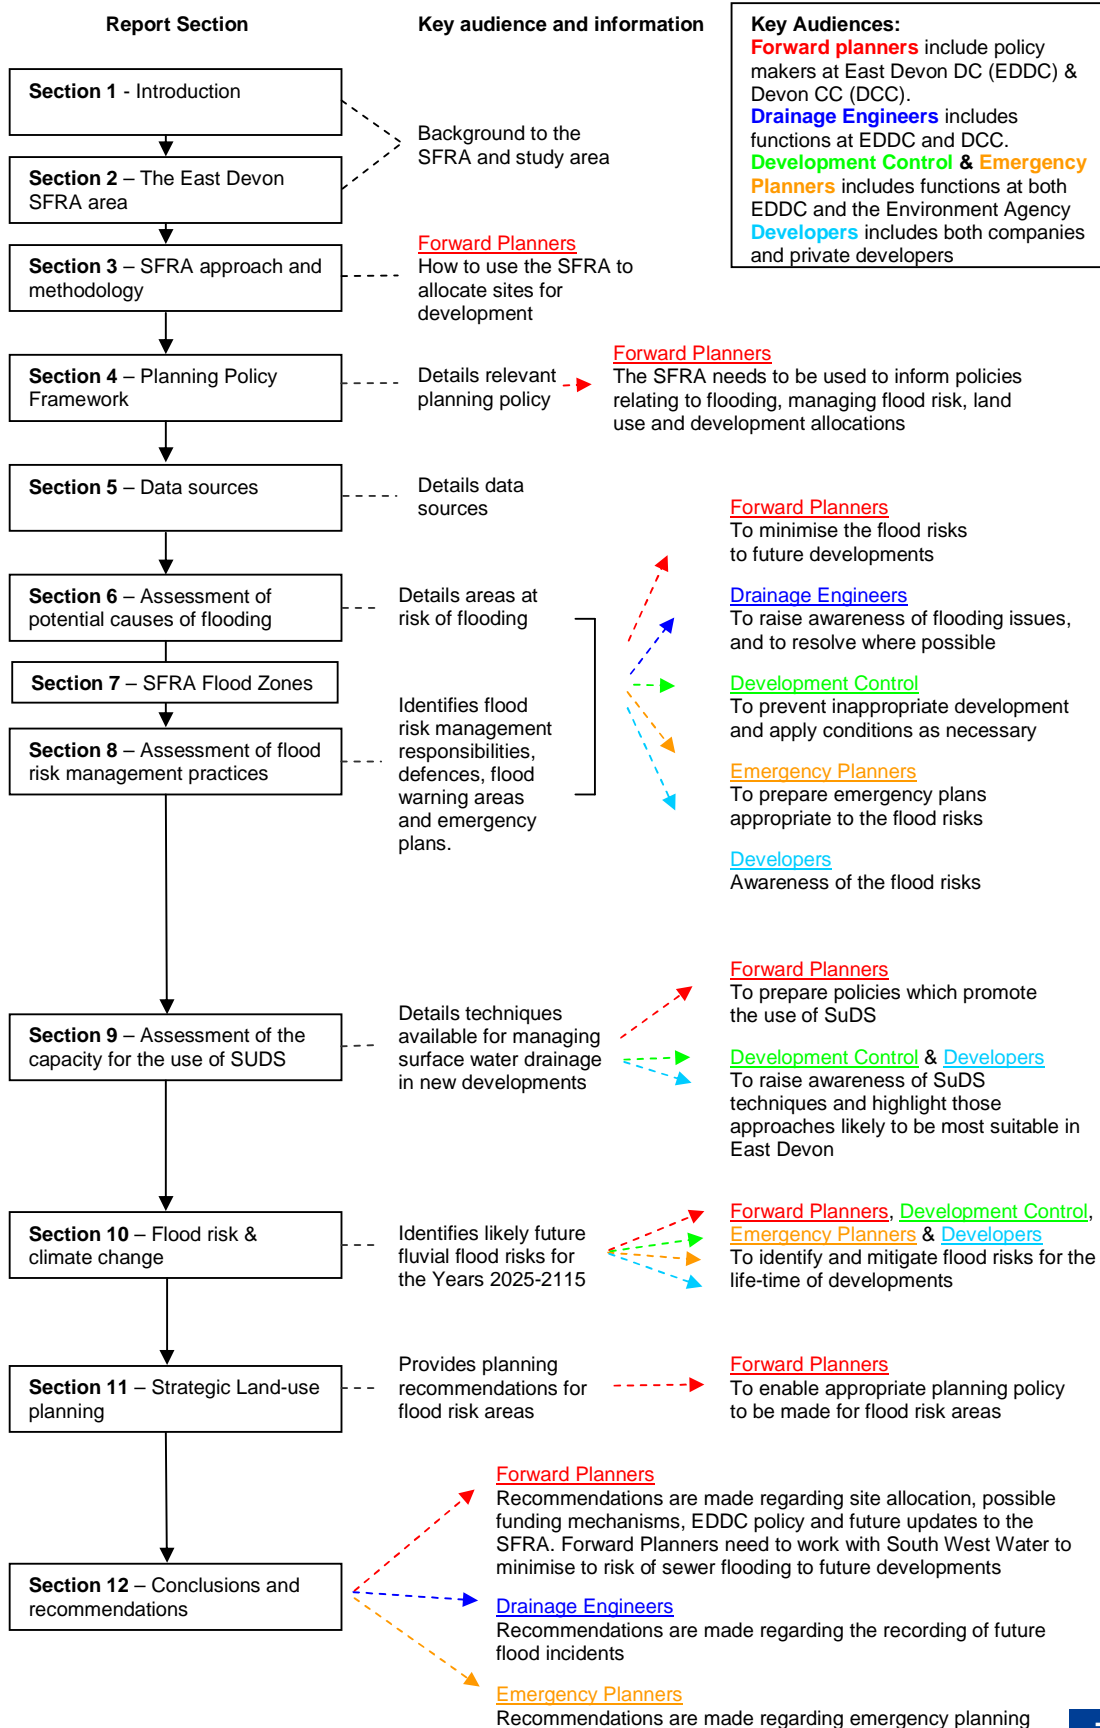 Report Section
Key audience and information
Key Audiences:
Forward planners include policy
makers at East Devon DC (EDDC) &
Devon CC (DCC).
Drainage Engineers includes
functions at EDDC and DCC.
Development Control & Emergency
Planners includes functions at both
EDDC and the Environment Agency
Developers includes both companies
and private developers
Section 1 - Introduction
Background to the
SFRA and study area
Section 2 – The East Devon
SFRA area
Section 3 – SFRA approach and
methodology
Forward Planners
How to use the SFRA to
allocate sites for
development
Section 4 – Planning Policy
Framework
Details relevant
planning policy
Forward Planners
The SFRA needs to be used to inform policies
relating to flooding, managing flood risk, land
use and development allocations
Section 5 – Data sources
Details data
sources
Section 6 – Assessment of
potential causes of flooding
Details areas at
risk of flooding
Section 7 – SFRA Flood Zones
Section 8 – Assessment of flood
risk management practices
Identifies flood
risk management
responsibilities,
defences, flood
warning areas
and emergency
plans.
Forward Planners
To minimise the flood risks
to future developments
Drainage Engineers
To raise awareness of flooding issues,
and to resolve where possible
Development Control
To prevent inappropriate development
and apply conditions as necessary
Emergency Planners
To prepare emergency plans
appropriate to the flood risks
Developers
Awareness of the flood risks
Section 9 – Assessment of the
capacity for the use of SUDS
Details techniques
available for managing
surface water drainage
in new developments
Forward Planners
To prepare policies which promote
the use of SuDS
Development Control & Developers
To raise awareness of SuDS
techniques and highlight those
approaches likely to be most suitable in
East Devon
Section 10 – Flood risk &
climate change
Identifies likely future
fluvial flood risks for
the Years 2025-2115
Forward Planners, Development Control,
Emergency Planners & Developers
To identify and mitigate flood risks for the
life-time of developments
Section 11 – Strategic Land-use
planning
Provides planning
recommendations for
flood risk areas
Forward Planners
To enable appropriate planning policy
to be made for flood risk areas
Section 12 – Conclusions and
recommendations
Forward Planners
Recommendations are made regarding site allocation, possible
funding mechanisms, EDDC policy and future updates to the
SFRA. Forward Planners need to work with South West Water to
minimise to risk of sewer flooding to future developments
Drainage Engineers
Recommendations are made regarding the recording of future
flood incidents
Emergency Planners
Recommendations are made regarding emergency planning